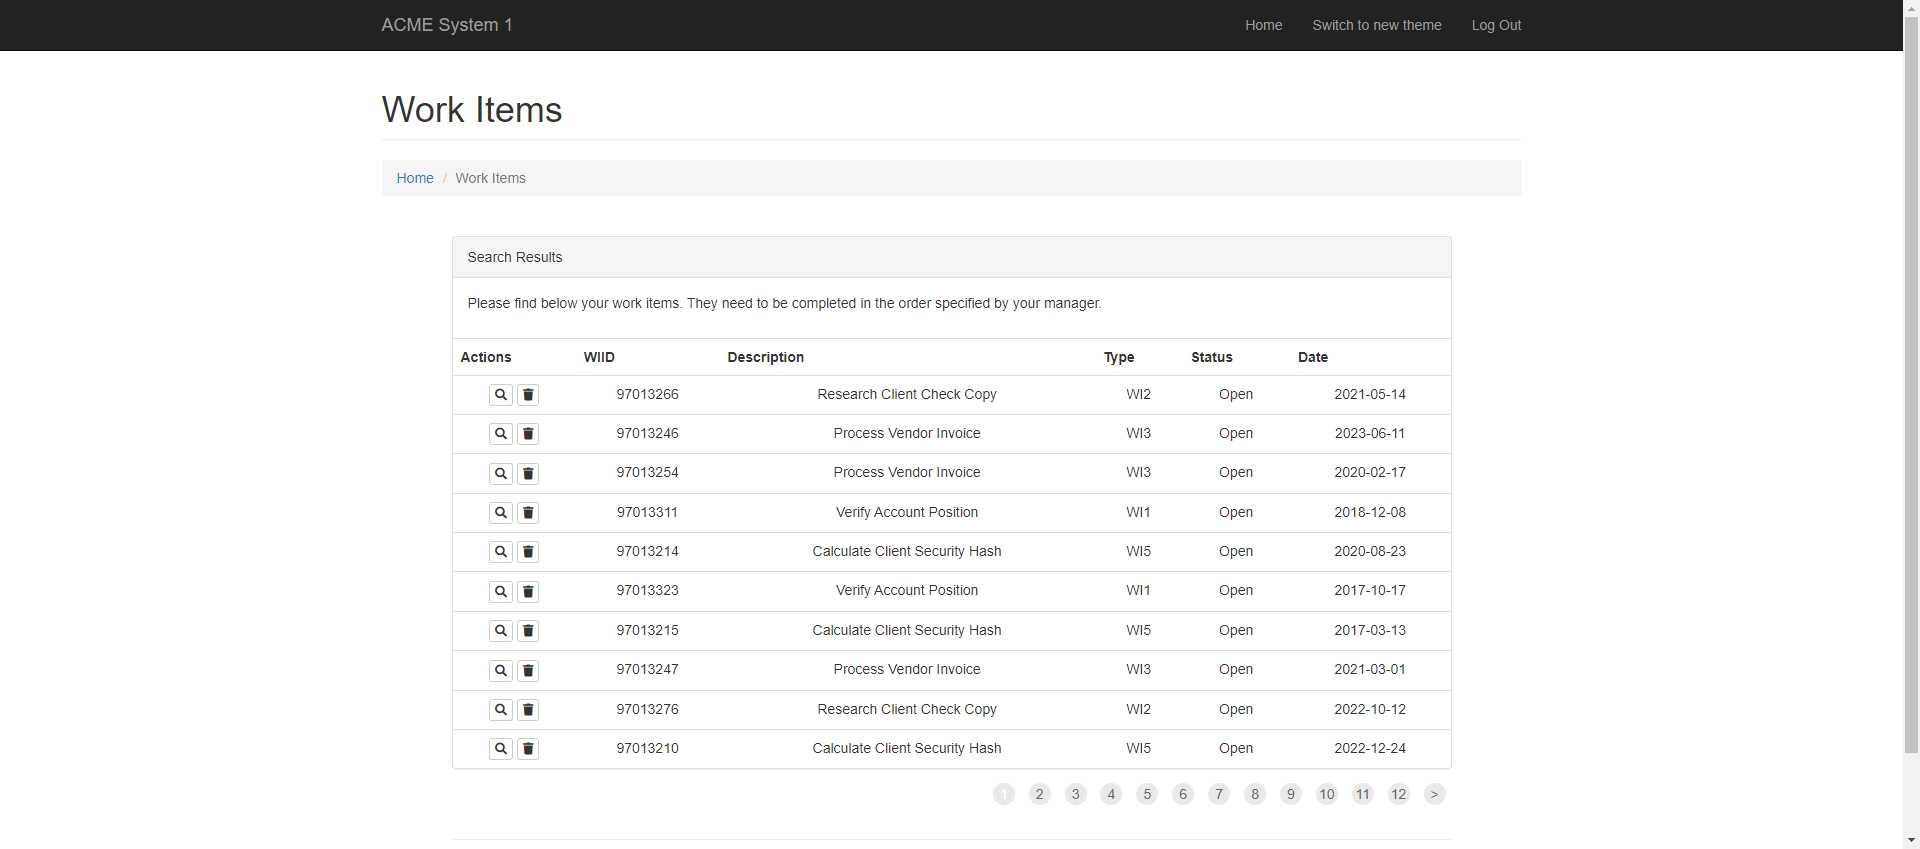 ACME System 1 Home Switch to new theme Log Out
Work Items
Home / Work Items
Search Results
Please find below your work items. They need to be completed in the order specified by your manager.
Actions WIID Description Type Status Date
97013266 Research Client Check Copy WI2 Open 2021-05-14
97013246 Process Vendor Invoice WI3 Open 2023-06-11
97013254 Process Vendor Invoice WI3 Open 2020-02-17
97013311 Verify Account Position WI1 Open 2018-12-08
97013214 Calculate Client Security Hash WI5 Open 2020-08-23
97013323 Verify Account Position WI1 Open 2017-10-17
97013215 Calculate Client Security Hash WI5 Open 2017-03-13
97013247 Process Vendor Invoice WI3 Open 2021-03-01
97013276 Research Client Check Copy WI2 Open 2022-10-12
97013210 Calculate Client Security Hash WI5 Open 2022-12-24
1 2 3 4 5 6 7 8 9 10 11 12 >